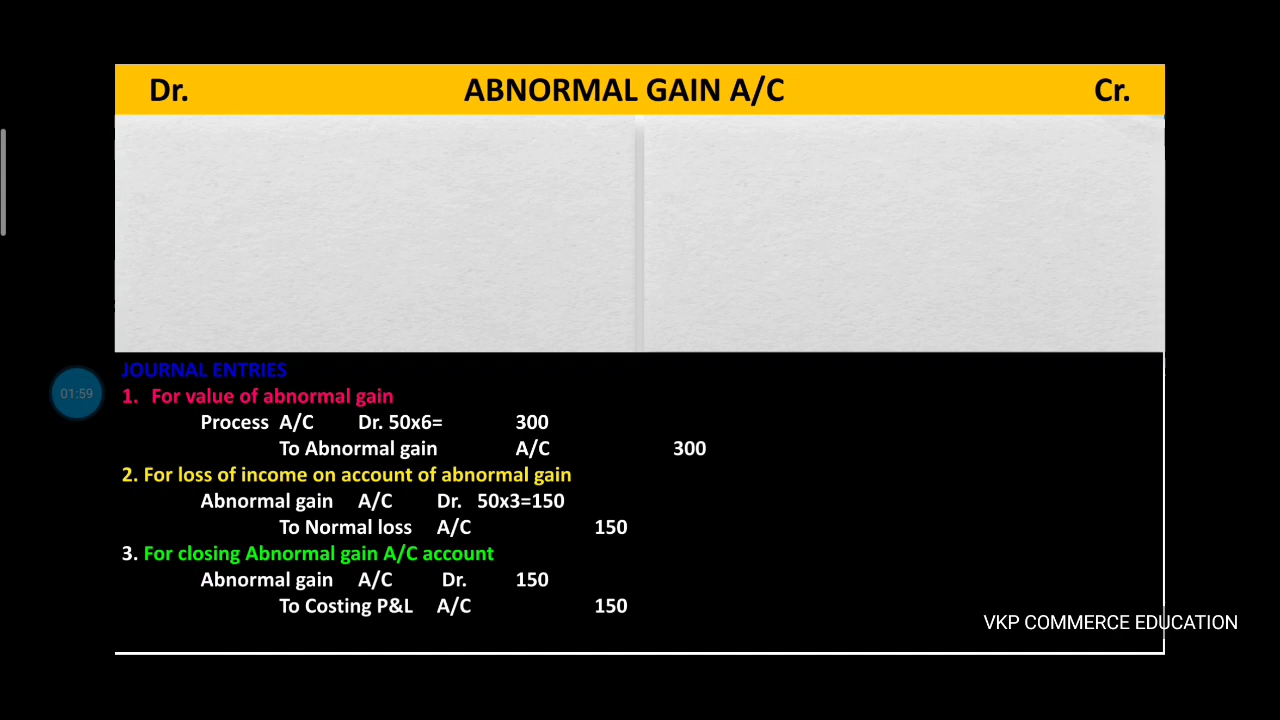 Dr. ABNORMAL GAIN A/C Cr.
JOURNAL ENTRIES
1. For value of abnormal gain
Process A/C Dr. 50x6= 300
To Abnormal gain A/C 300
2. For loss of income on account of abnormal gain
01:59
Abnormal gain A/C Dr. 50x3=150
To Normal loss A/C 150
3. For closing Abnormal gain A/C account
Abnormal gain A/C Dr. 150
To Costing P&L A/C 150
VKP COMMERCE EDUCATION